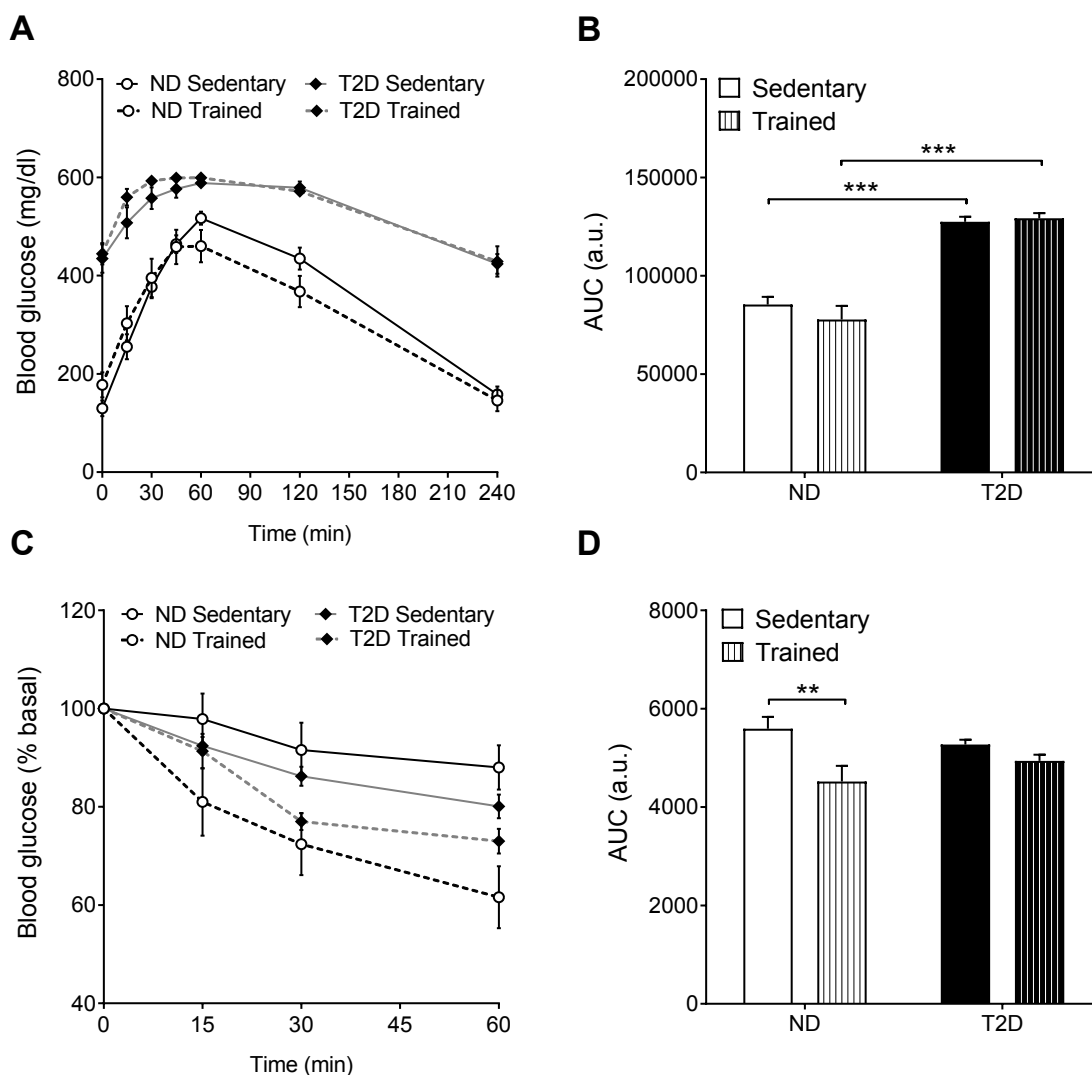 A
ND Sedentary T2D Sedentary
ND Trained T2D Trained
Blood glucose (mg/dl)
800
600
400
200
0
0 30 60 90 120 150 180 210 240
Time (min)
B
Sedentary
Trained
AUC (a.u.)
200000
150000
100000
50000
0
***
***
ND T2D
C
ND Sedentary T2D Sedentary
ND Trained T2D Trained
Blood glucose (% basal)
120
100
80
60
40
0 15 30 45 60
Time (min)
D
Sedentary
Trained
AUC (a.u.)
8000
6000
4000
2000
0
**
ND T2D